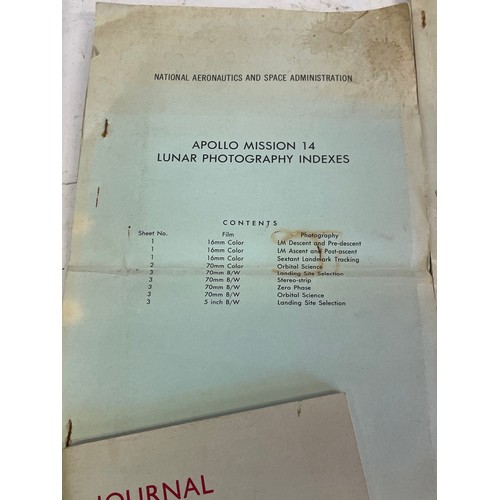 NATIONAL AERONAUTICS AND SPACE ADMINISTRATION
APOLLO MISSION 14
LUNAR PHOTOGRAPHY INDEXES
CONTENTS
Sheet No. Film Photography
1 16mm Color LM Descent and Pre-descent
1 16mm Color LM Ascent and Post-ascent
1 16mm Color Sextant Landmark Tracking
2 70mm Color Orbital Science
3 70mm B/W Landing Site Selection
3 70mm B/W Stereo-strip
3 70mm B/W Zero Phase
3 70mm B/W Orbital Science
3 5 inch B/W Landing Site Selection
JOURNAL